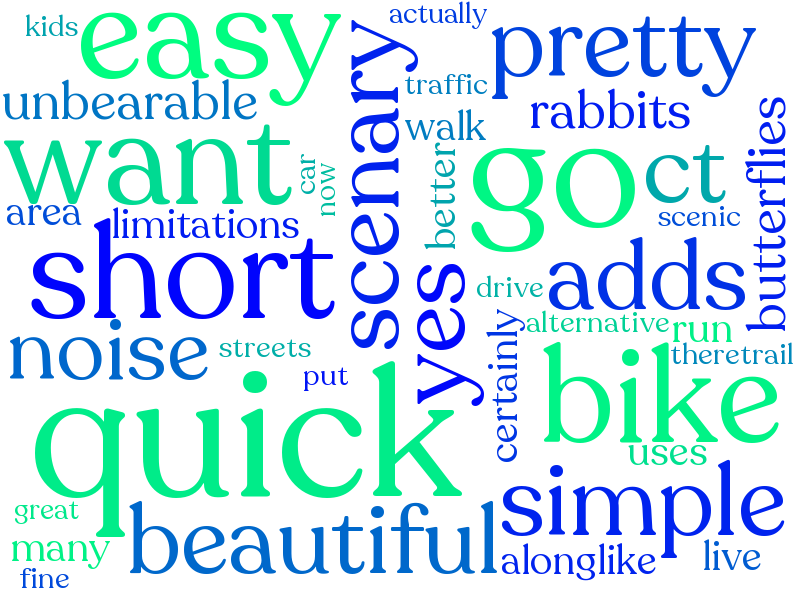 kids
easy
actually
pretty
scenary
traffic
unbearable
rabbits
walk
want
car
now
better
go
ct
butterflies
area
limitations
scenic
short
yes
drive
adds
noise
streets
certainly
alternative
run
put
bike
theretrail
quick
uses
simple
great
beautiful
many
alonglike
live
fine